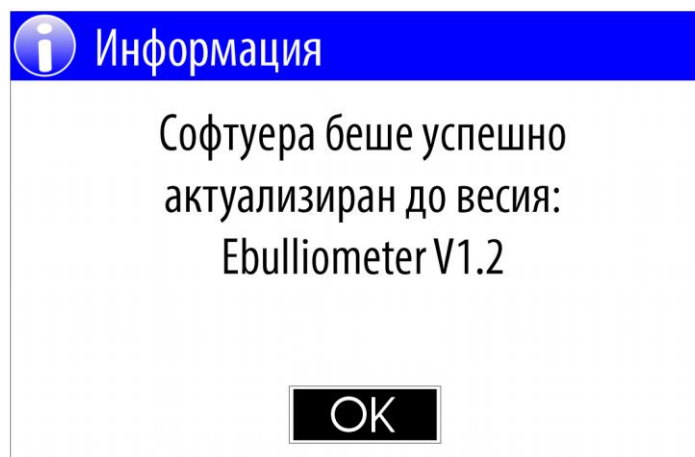 Информация
Софтуера беше успешно
актуализиран до весия:
Ebulliometer V1.2
OK